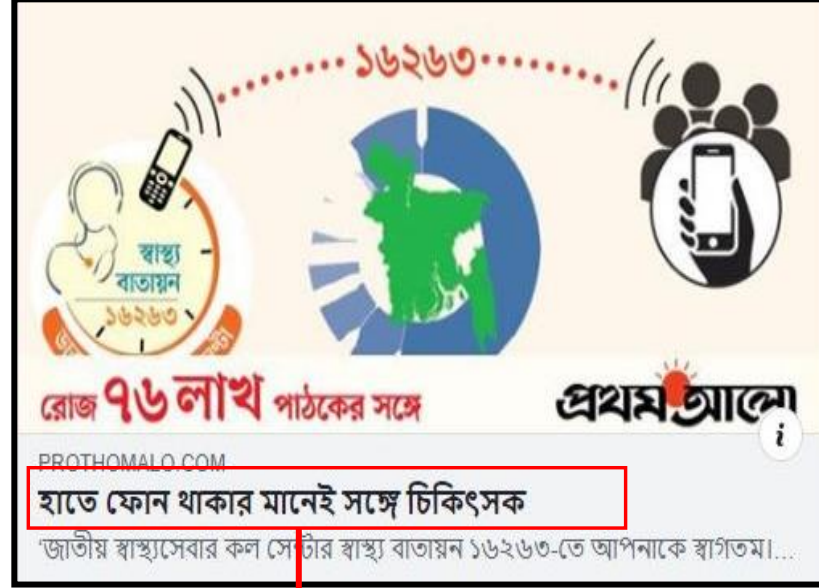 ১৬২৬৩
স্বাস্থ্য
বাতায়ন
১৬২৬৩
রোজ ৭৬ লাখ পাঠকের সঙ্গে
প্রথম আলো
i
PROTHOMALO.COM
হাতে ফোন থাকার মানেই সঙ্গে চিকিৎসক
'জাতীয় স্বাস্থ্যসেবার কল সেন্টার স্বাস্থ্য বাতায়ন ১৬২৬৩-তে আপনাকে স্বাগতম।...